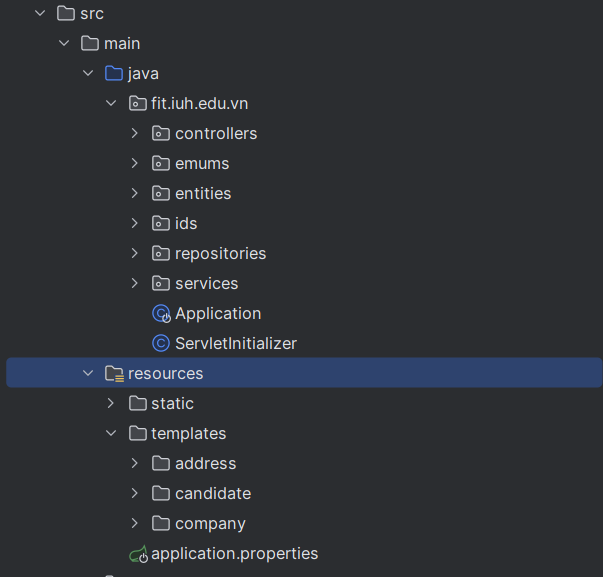 src
main
java
fit.iuh.edu.vn
controllers
emums
entities
ids
repositories
services
Application
ServletInitializer
resources
static
templates
address
candidate
company
application.properties